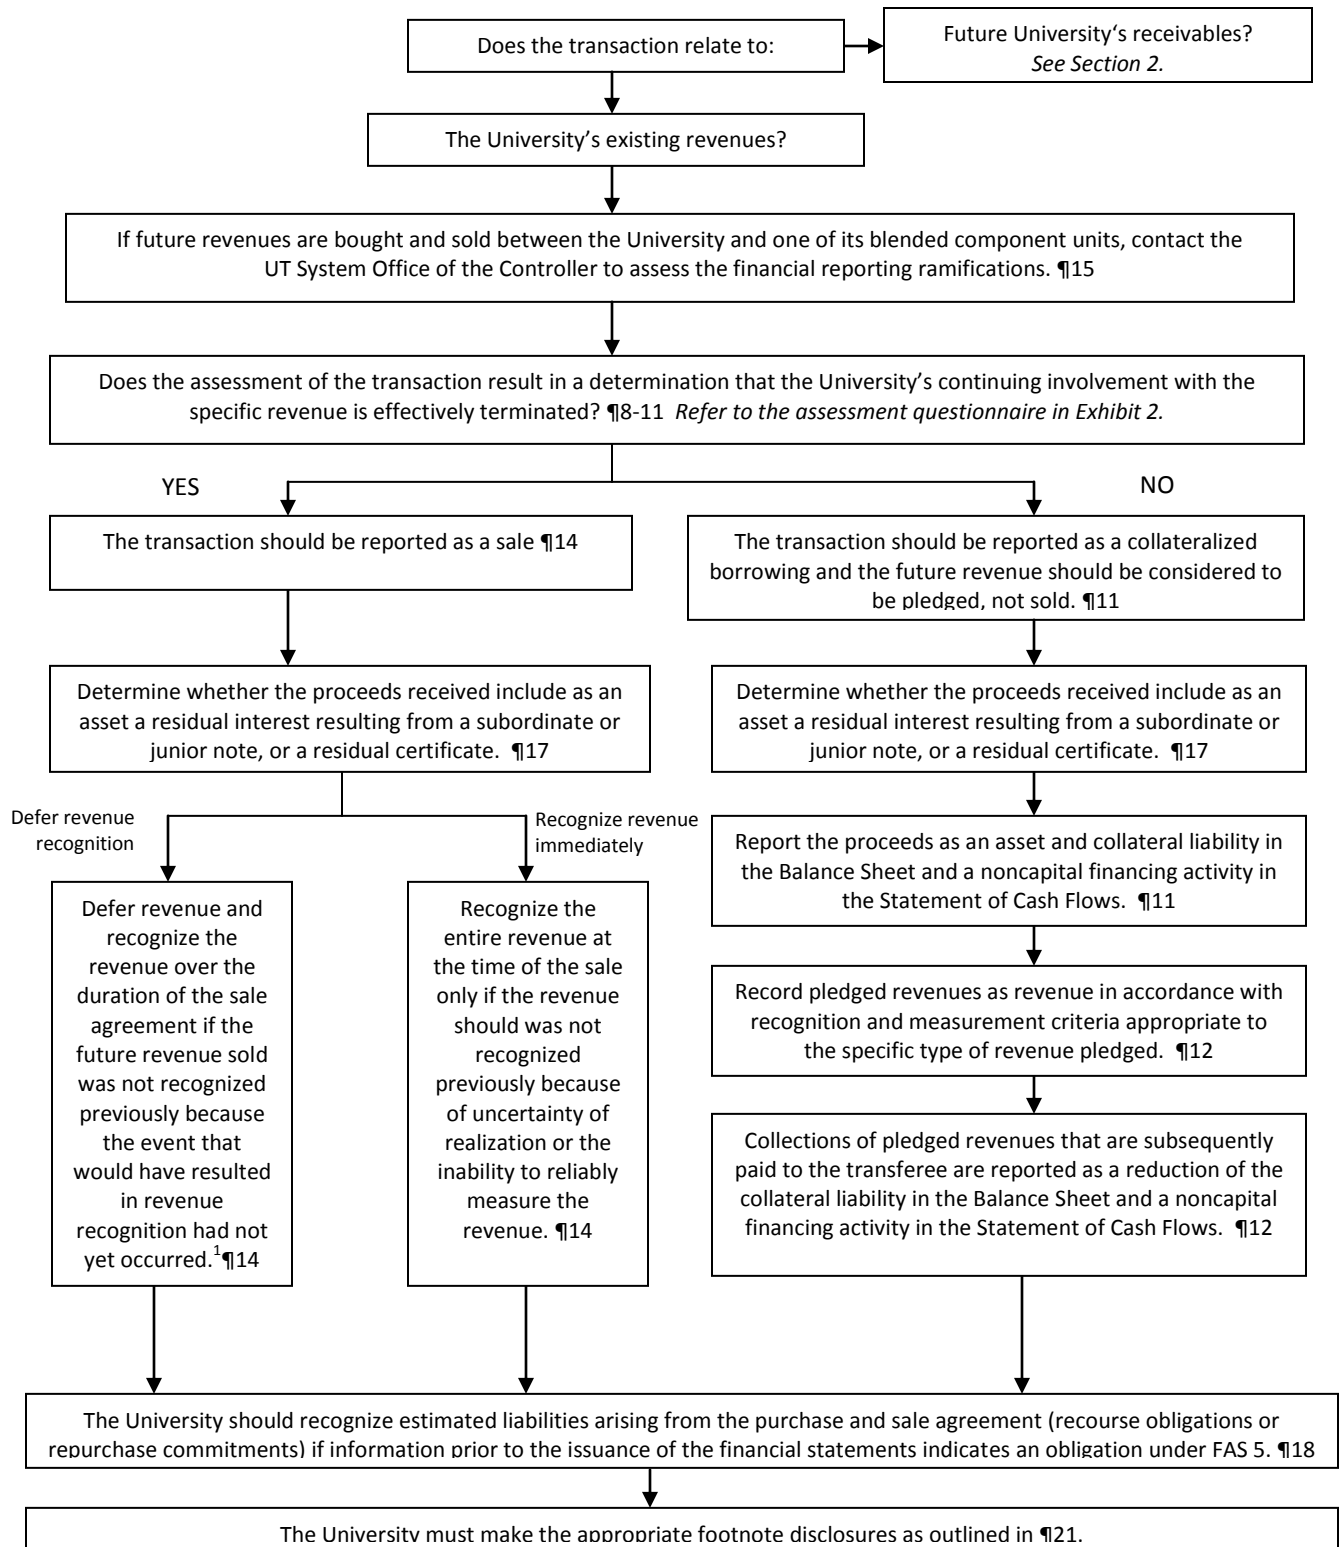 Does the transaction relate to:
Future University‘s receivables?
See Section 2.
The University’s existing revenues?
If future revenues are bought and sold between the University and one of its blended component units, contact the
UT System Office of the Controller to assess the financial reporting ramifications. ¶15
Does the assessment of the transaction result in a determination that the University’s continuing involvement with the
specific revenue is effectively terminated? ¶8-11 Refer to the assessment questionnaire in Exhibit 2.
YES
NO
The transaction should be reported as a sale ¶14
The transaction should be reported as a collateralized
borrowing and the future revenue should be considered to
be pledged, not sold. ¶11
Determine whether the proceeds received include as an
asset a residual interest resulting from a subordinate or
junior note, or a residual certificate. ¶17
Determine whether the proceeds received include as an
asset a residual interest resulting from a subordinate or
junior note, or a residual certificate. ¶17
Defer revenue
recognition
Recognize revenue
immediately
Defer revenue and
recognize the
revenue over the
duration of the sale
agreement if the
future revenue sold
was not recognized
previously because
the event that
would have resulted
in revenue
recognition had not
yet occurred.1¶14
Recognize the
entire revenue at
the time of the sale
only if the revenue
should was not
recognized
previously because
of uncertainty of
realization or the
inability to reliably
measure the
revenue. ¶14
Report the proceeds as an asset and collateral liability in
the Balance Sheet and a noncapital financing activity in
the Statement of Cash Flows. ¶11
Record pledged revenues as revenue in accordance with
recognition and measurement criteria appropriate to
the specific type of revenue pledged. ¶12
Collections of pledged revenues that are subsequently
paid to the transferee are reported as a reduction of the
collateral liability in the Balance Sheet and a noncapital
financing activity in the Statement of Cash Flows. ¶12
The University should recognize estimated liabilities arising from the purchase and sale agreement (recourse obligations or
repurchase commitments) if information prior to the issuance of the financial statements indicates an obligation under FAS 5. ¶18
The University must make the appropriate footnote disclosures as outlined in ¶21.